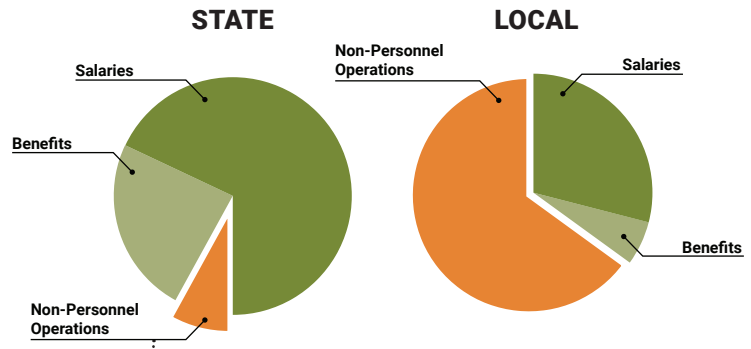 STATE
Salaries
Benefits
Non-Personnel
Operations
LOCAL
Non-Personnel
Operations
Salaries
Benefits